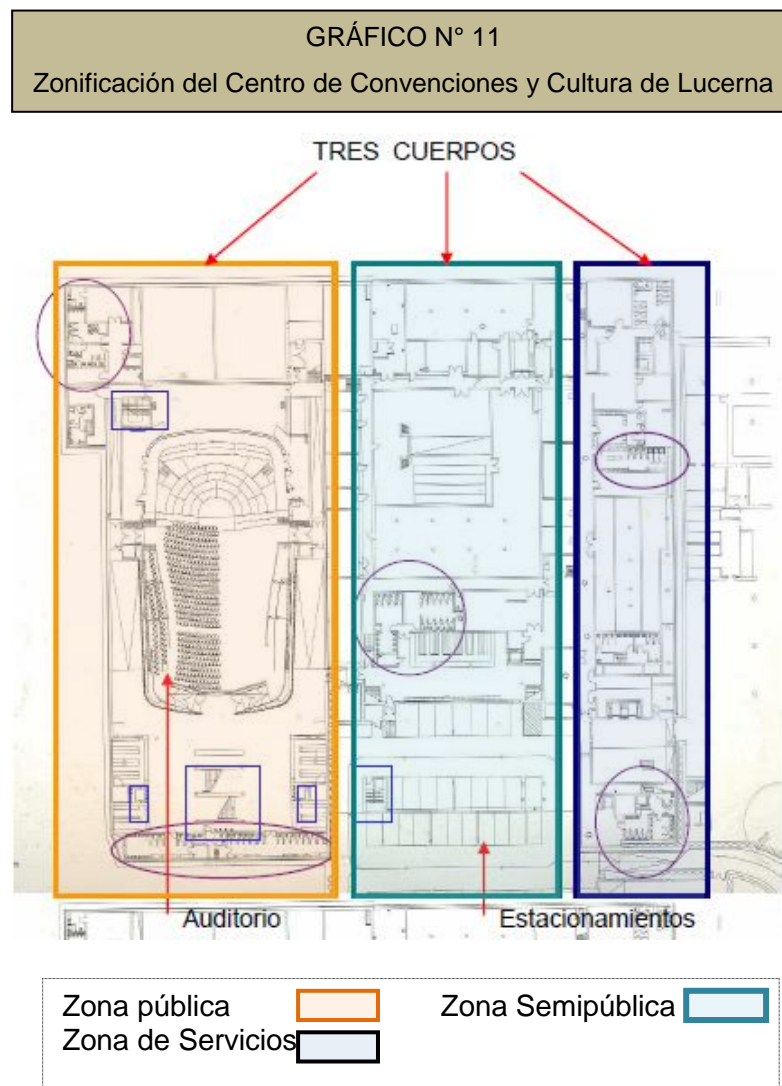 GRÁFICO N° 11
Zonificación del Centro de Convenciones y Cultura de Lucerna
TRES CUERPOS
Auditorio
Estacionamientos
Zona pública
Zona Semipública
Zona de Servicios